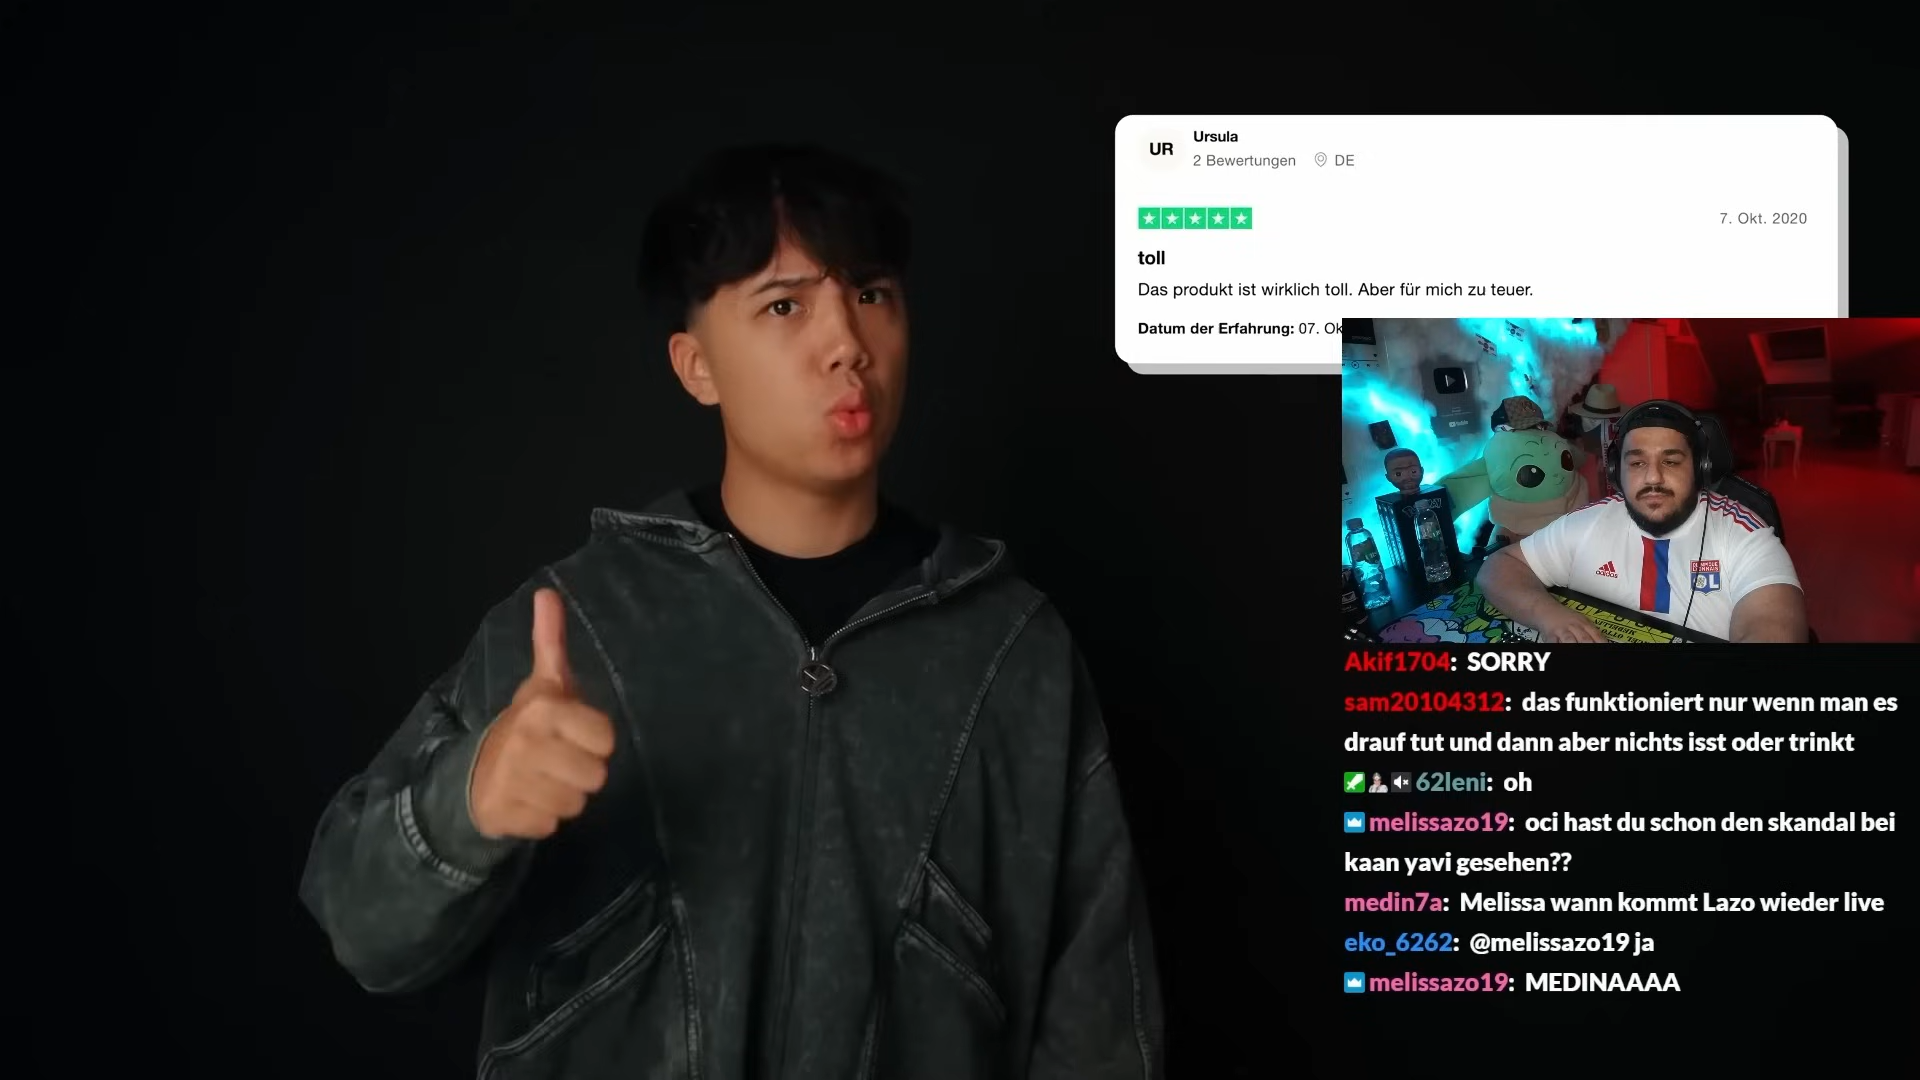 UR
Ursula
2 Bewertungen DE
7. Okt. 2020
toll
Das produkt ist wirklich toll. Aber für mich zu teuer.
Datum der Erfahrung: 07. Ok
adidas
OL
Akif1704: SORRY
sam20104312: das funktioniert nur wenn man es
drauf tut und dann aber nichts isst oder trinkt
62leni: oh
melissazo19: oci hast du schon den skandal bei
kaan yavi gesehen??
medin7a: Melissa wann kommt Lazo wieder live
eko_6262: @melissazo19 ja
melissazo19: MEDINAAAA